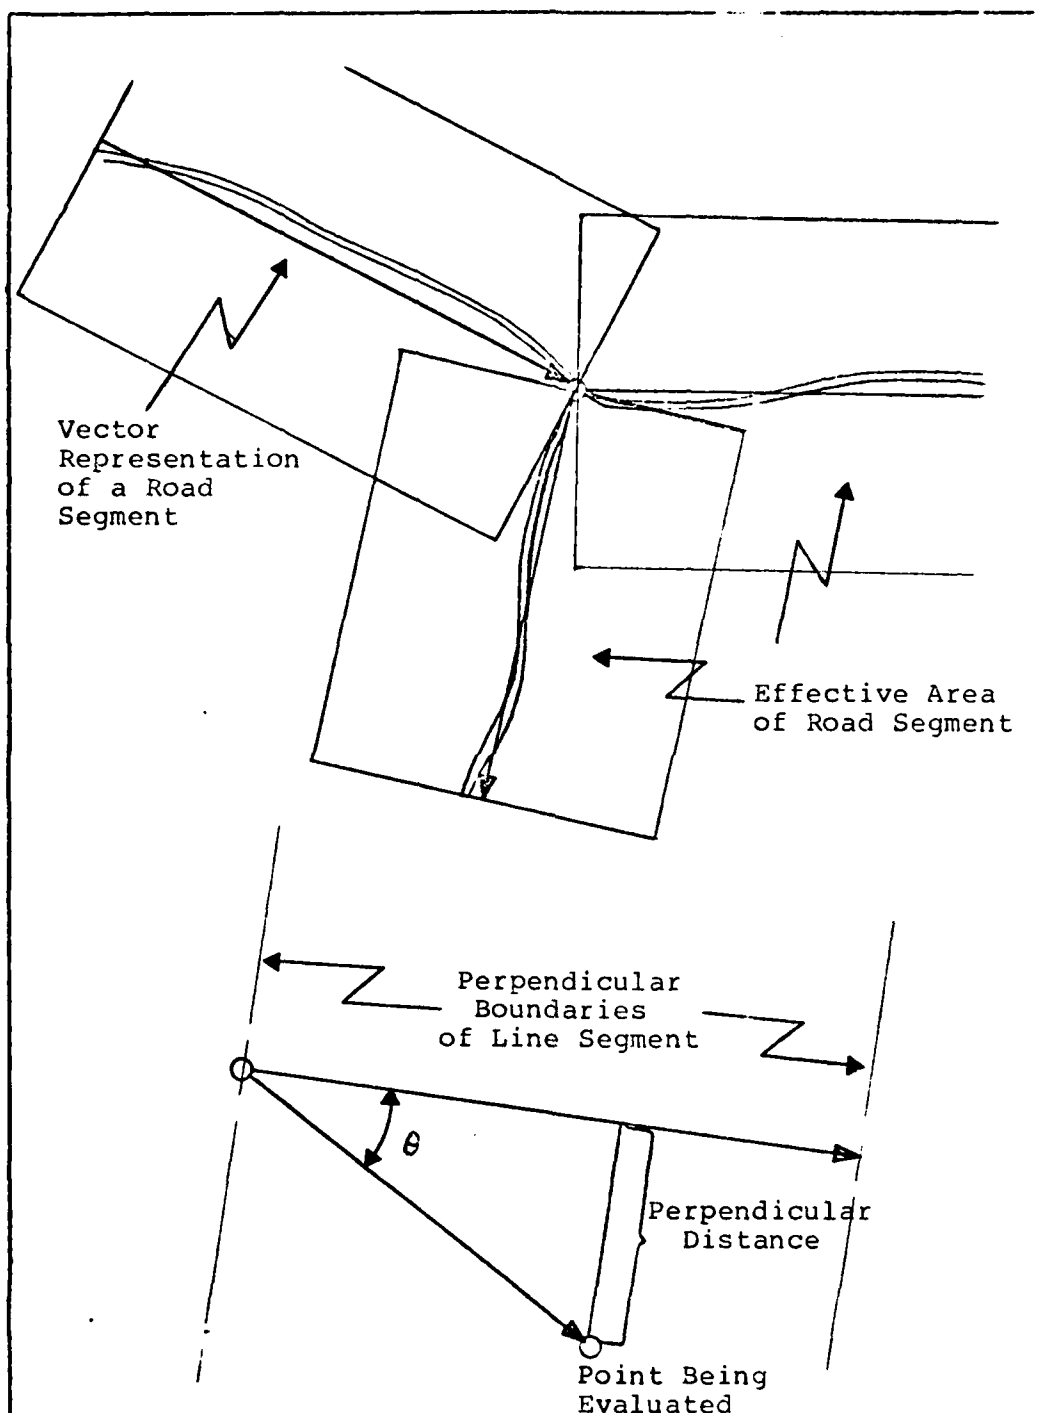 Vector
Representation
of a Road
Segment
Effective Area
of Road Segment
Perpendicular
Boundaries
of Line Segment
θ
Perpendicular
Distance
Point Being
Evaluated